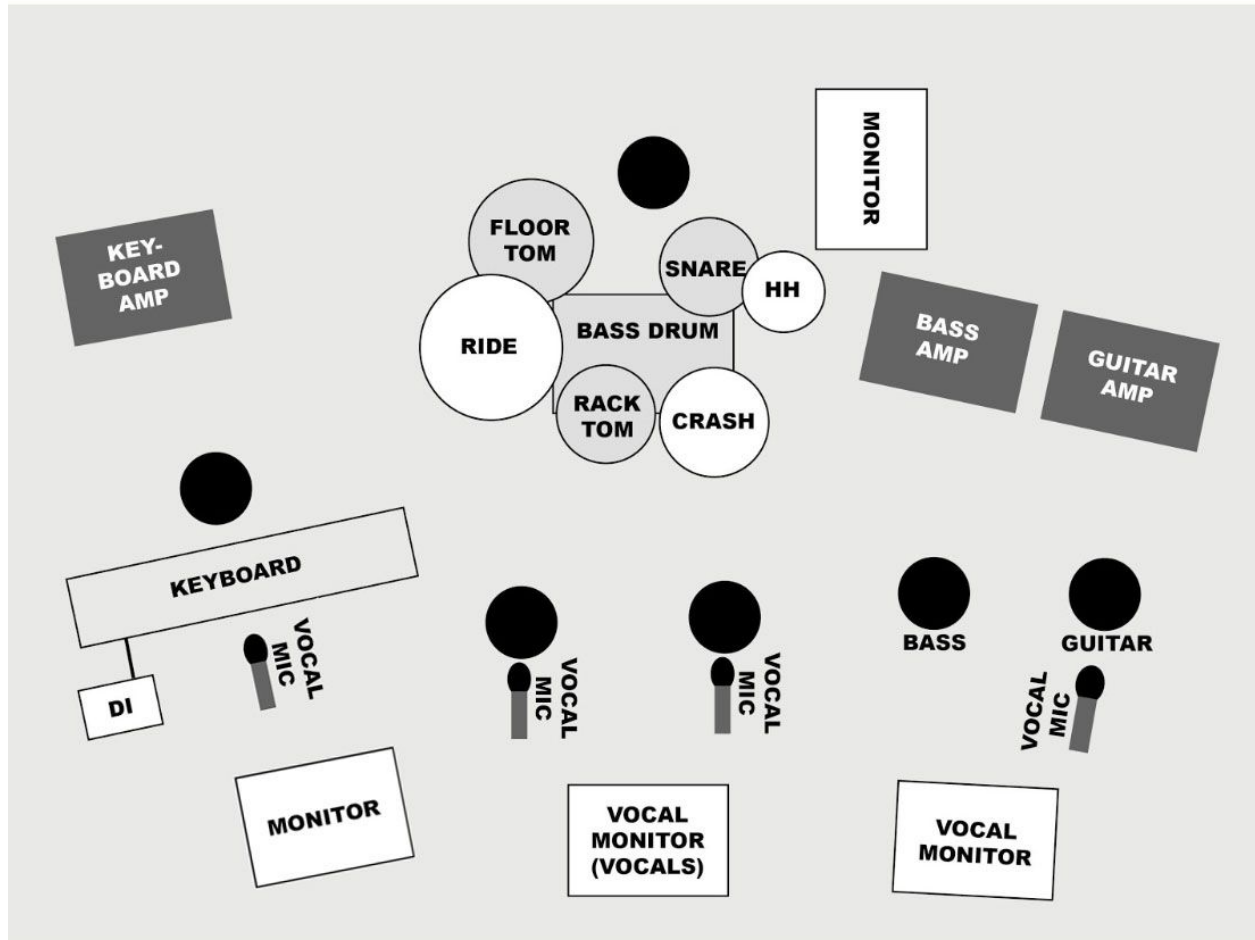 MONITOR
KEY-
BOARD
AMP
FLOOR
TOM
SNARE
HH
RIDE
BASS DRUM
BASS
AMP
GUITAR
AMP
RACK
TOM
CRASH
KEYBOARD
DI
VOCAL
MIC
VOCAL
MIC
VOCAL
MIC
BASS
GUITAR
VOCAL
MIC
MONITOR
VOCAL
MONITOR
(VOCALS)
VOCAL
MONITOR